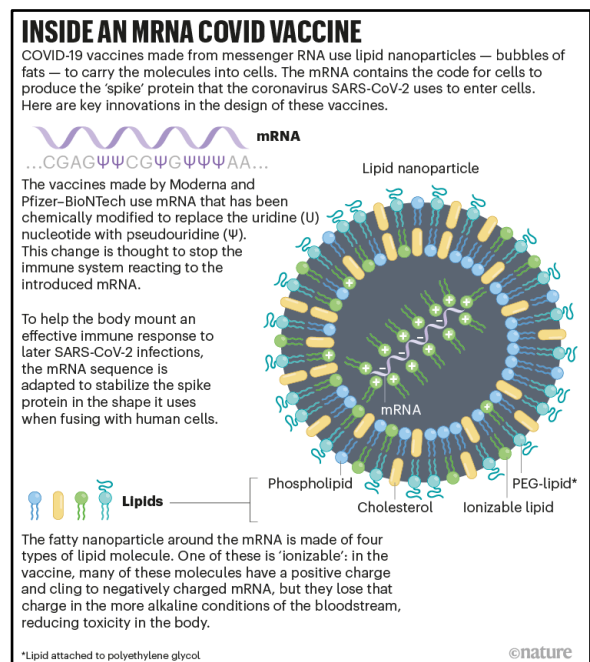 INSIDE AN MRNA COVID VACCINE
COVID-19 vaccines made from messenger RNA use lipid nanoparticles — bubbles of
fats — to carry the molecules into cells. The mRNA contains the code for cells to
produce the ‘spike’ protein that the coronavirus SARS-CoV-2 uses to enter cells.
Here are key innovations in the design of these vaccines.
mRNA
...CGAGΨΨCGΨGΨΨΨAA...
The vaccines made by Moderna and
Pfizer–BioNTech use mRNA that has been
chemically modified to replace the uridine (U)
nucleotide with pseudouridine (Ψ).
This change is thought to stop the
immune system reacting to the
introduced mRNA.
To help the body mount an
effective immune response to
later SARS-CoV-2 infections,
the mRNA sequence is
adapted to stabilize the spike
protein in the shape it uses
when fusing with human cells.
Lipid nanoparticle
mRNA
Phospholipid
Cholesterol
Ionizable lipid
PEG-lipid*
Lipids
The fatty nanoparticle around the mRNA is made of four
types of lipid molecule. One of these is ‘ionizable’: in the
vaccine, many of these molecules have a positive charge
and cling to negatively charged mRNA, but they lose that
charge in the more alkaline conditions of the bloodstream,
reducing toxicity in the body.
*Lipid attached to polyethylene glycol
©nature